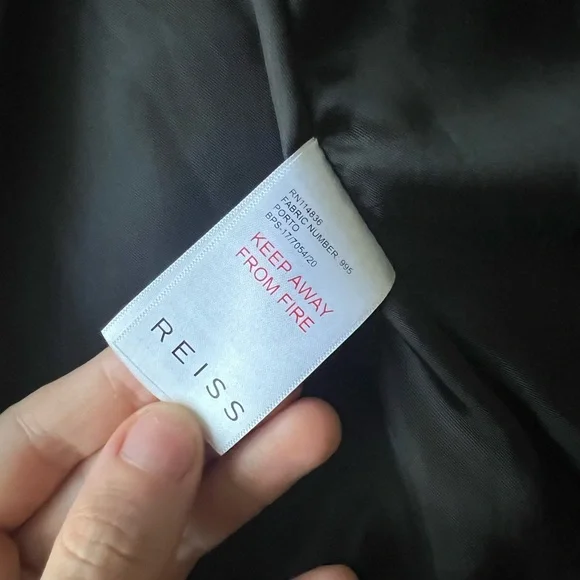 RN114836
FABRIC NUMBER 995
PORTO
BPS-17/7054/20
KEEP AWAY
FROM FIRE
REISS